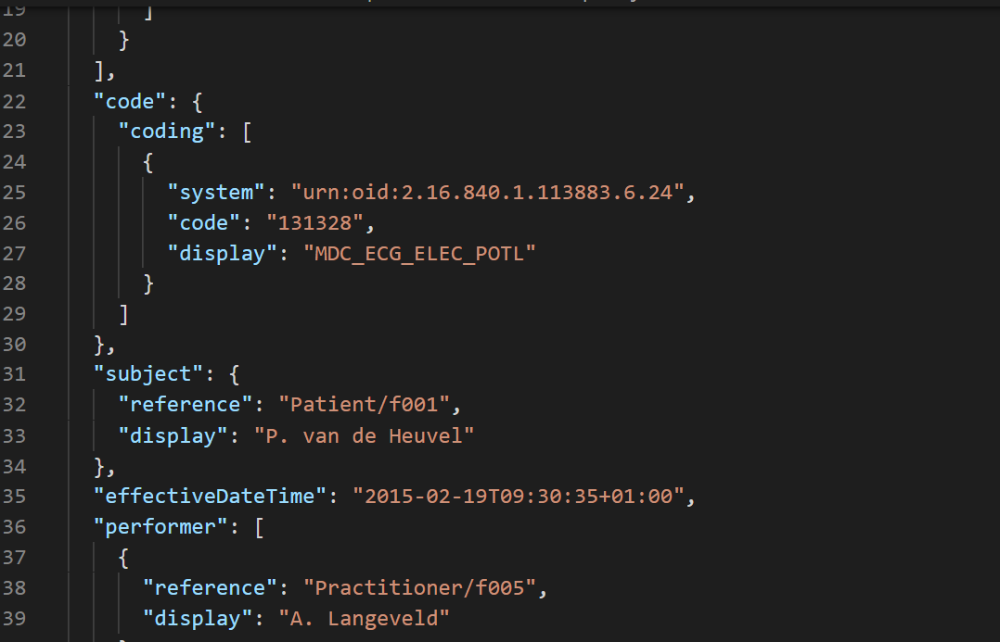 19 ]
20 }
21 ],
22 "code": {
23 "coding": [
24 {
25 "system": "urn:oid:2.16.840.1.113883.6.24",
26 "code": "131328",
27 "display": "MDC_ECG_ELEC_POTL"
28 }
29 ]
30 },
31 "subject": {
32 "reference": "Patient/f001",
33 "display": "P. van de Heuvel"
34 },
35 "effectiveDateTime": "2015-02-19T09:30:35+01:00",
36 "performer": [
37 {
38 "reference": "Practitioner/f005",
39 "display": "A. Langeveld"